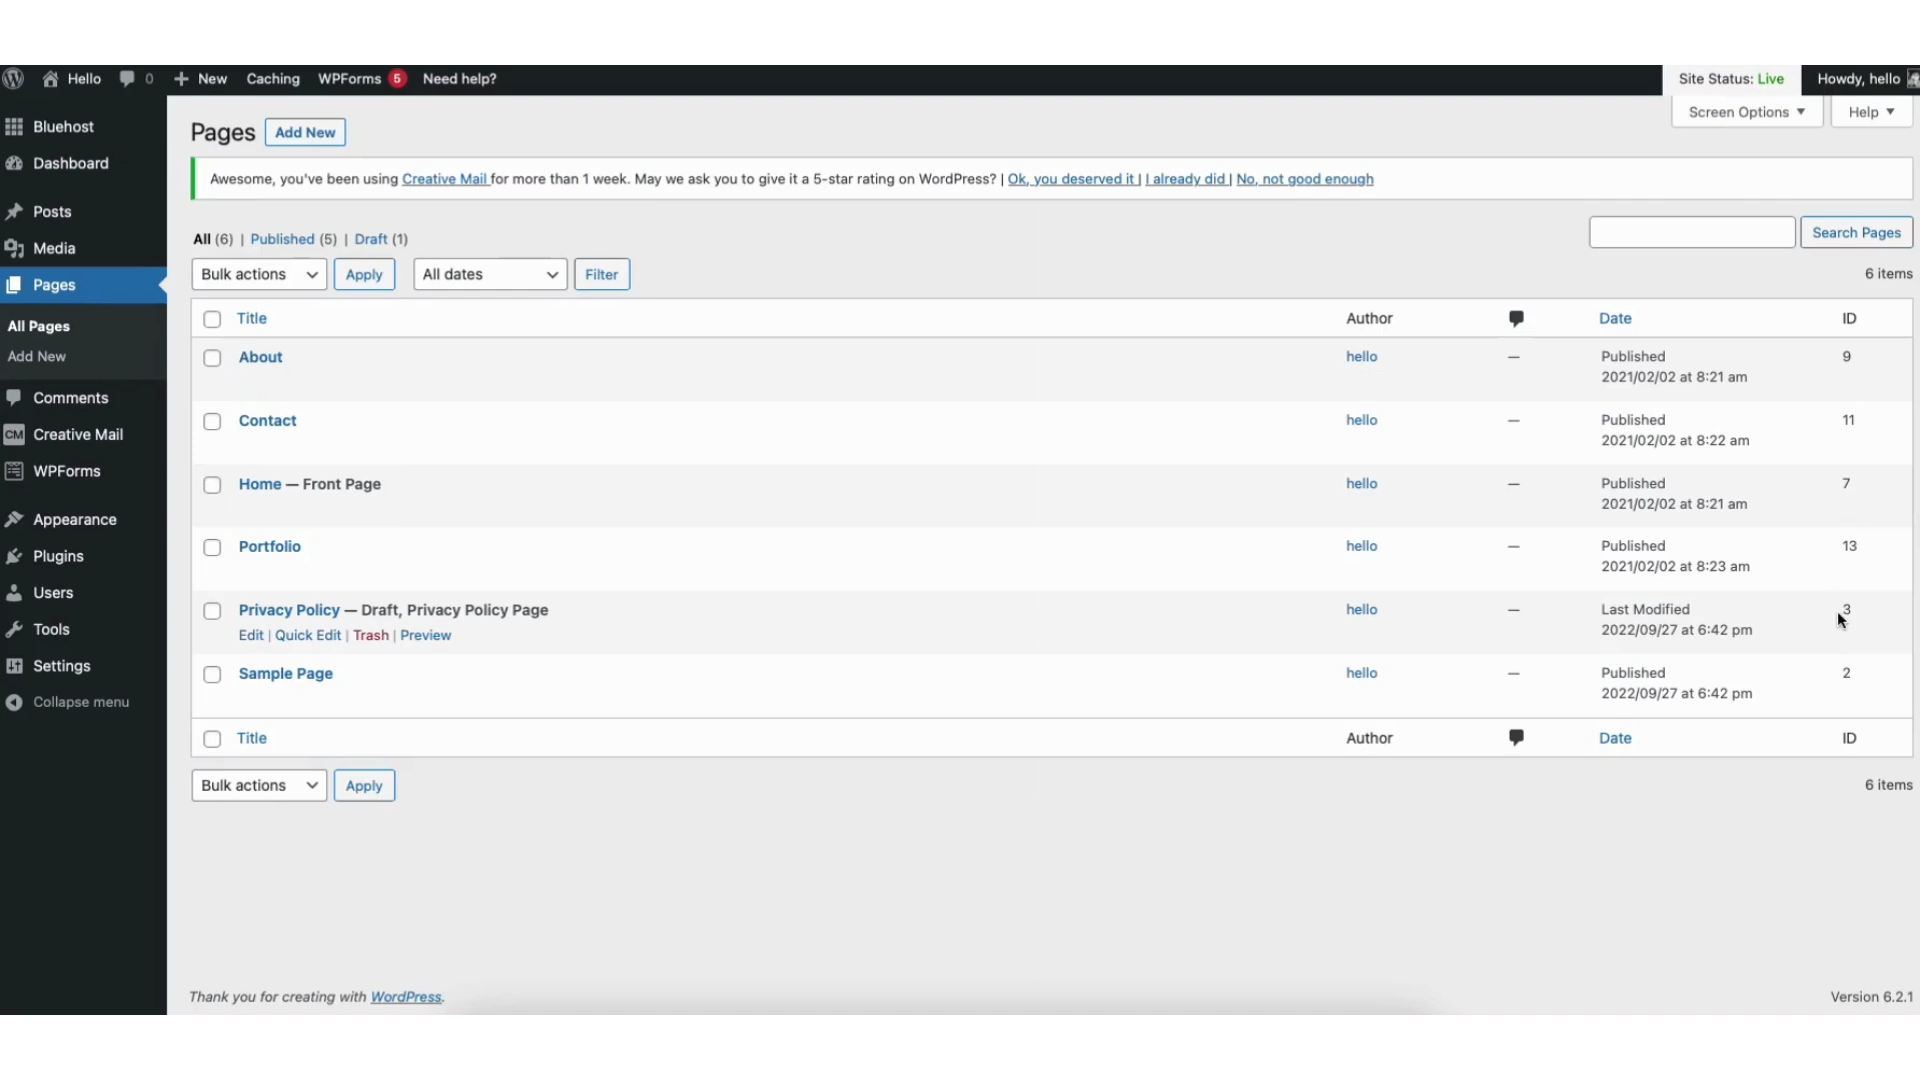 Hello 0 New Caching WPForms 5 Need help? Site Status: Live Howdy, hello
Screen Options ▼ Help ▼
Bluehost
Dashboard
Posts
Media
Pages
All Pages
Add New
Comments
CM Creative Mail
WPForms
Appearance
Plugins
Users
Tools
Settings
Collapse menu
Pages Add New
Awesome, you've been using Creative Mail for more than 1 week. May we ask you to give it a 5-star rating on WordPress? | Ok, you deserved it | I already did | No, not good enough
All (6) | Published (5) | Draft (1)
Search Pages
Bulk actions Apply All dates Filter 6 items
Title Author Date ID
About hello — Published 9
2021/02/02 at 8:21 am
Contact hello — Published 11
2021/02/02 at 8:22 am
Home — Front Page hello — Published 7
2021/02/02 at 8:21 am
Portfolio hello — Published 13
2021/02/02 at 8:23 am
Privacy Policy — Draft, Privacy Policy Page hello — Last Modified 3
Edit | Quick Edit | Trash | Preview 2022/09/27 at 6:42 pm
Sample Page hello — Published 2
2022/09/27 at 6:42 pm
Title Author Date ID
Bulk actions Apply 6 items
Thank you for creating with WordPress. Version 6.2.1